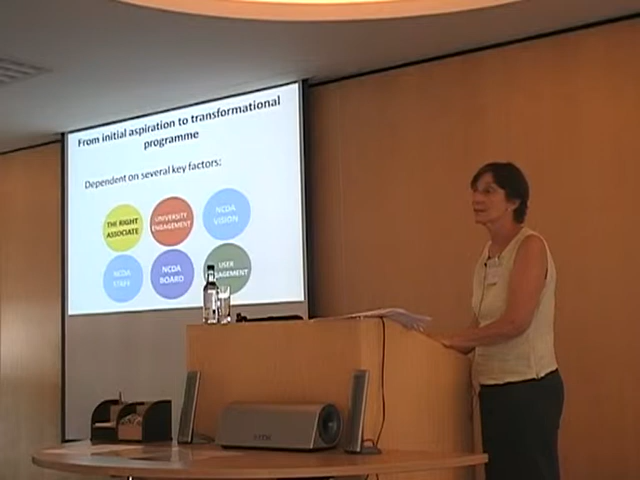 From initial aspiration to transformational
programme
Dependent on several key factors:
THE RIGHT
ASSOCIATE
UNIVERSITY
ENGAGEMENT
NCDA
VISION
NCDA
STAFF
NCDA
BOARD
USER